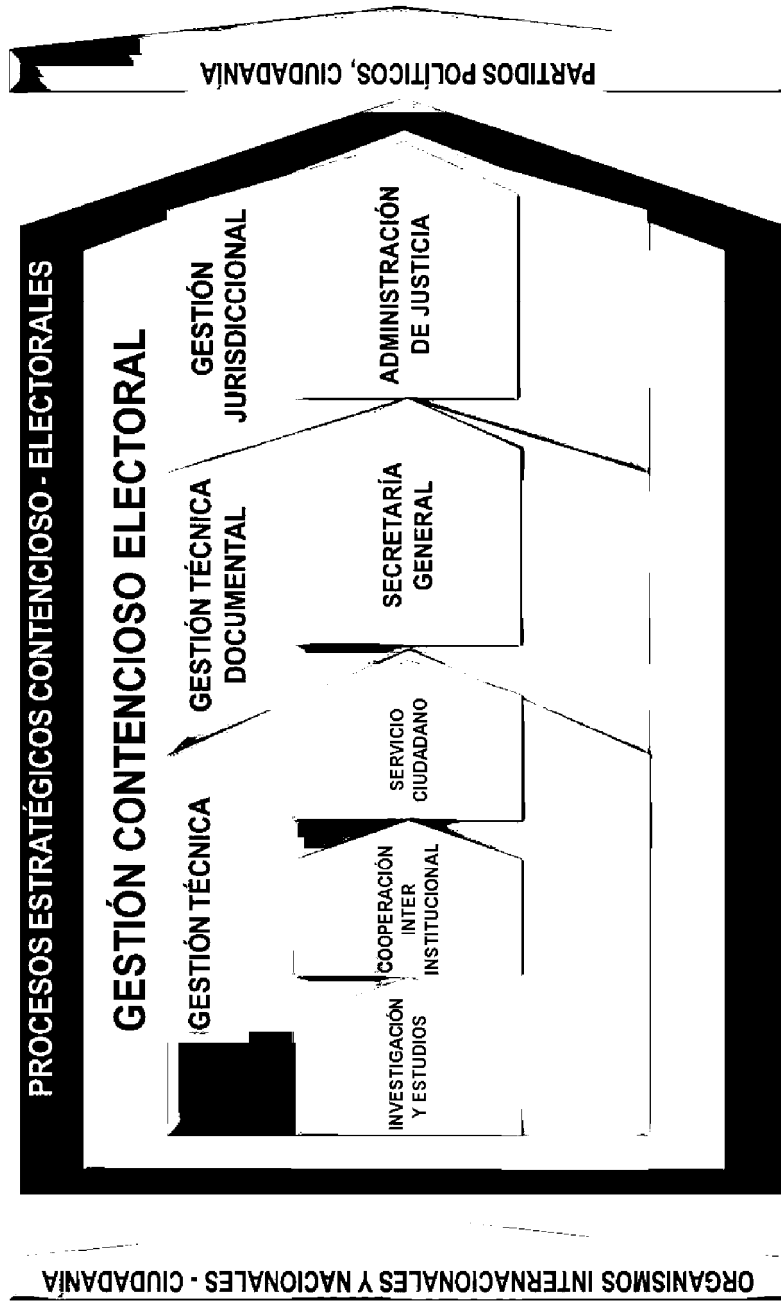 PROCESOS ESTRATÉGICOS CONTENCIOSO - ELECTORALES
GESTIÓN CONTENCIOSO ELECTORAL
GESTIÓN TÉCNICA
GESTIÓN TÉCNICA
DOCUMENTAL
GESTIÓN
JURISDICCIONAL
INVESTIGACIÓN
Y ESTUDIOS
COOPERACIÓN
INTER
INSTITUCIONAL
SERVICIO
CIUDADANO
SECRETARÍA
GENERAL
ADMINISTRACIÓN
DE JUSTICIA
ORGANISMOS INTERNACIONALES Y NACIONALES - CIUDADANÍA
PARTIDOS POLÍTICOS, CIUDADANÍA